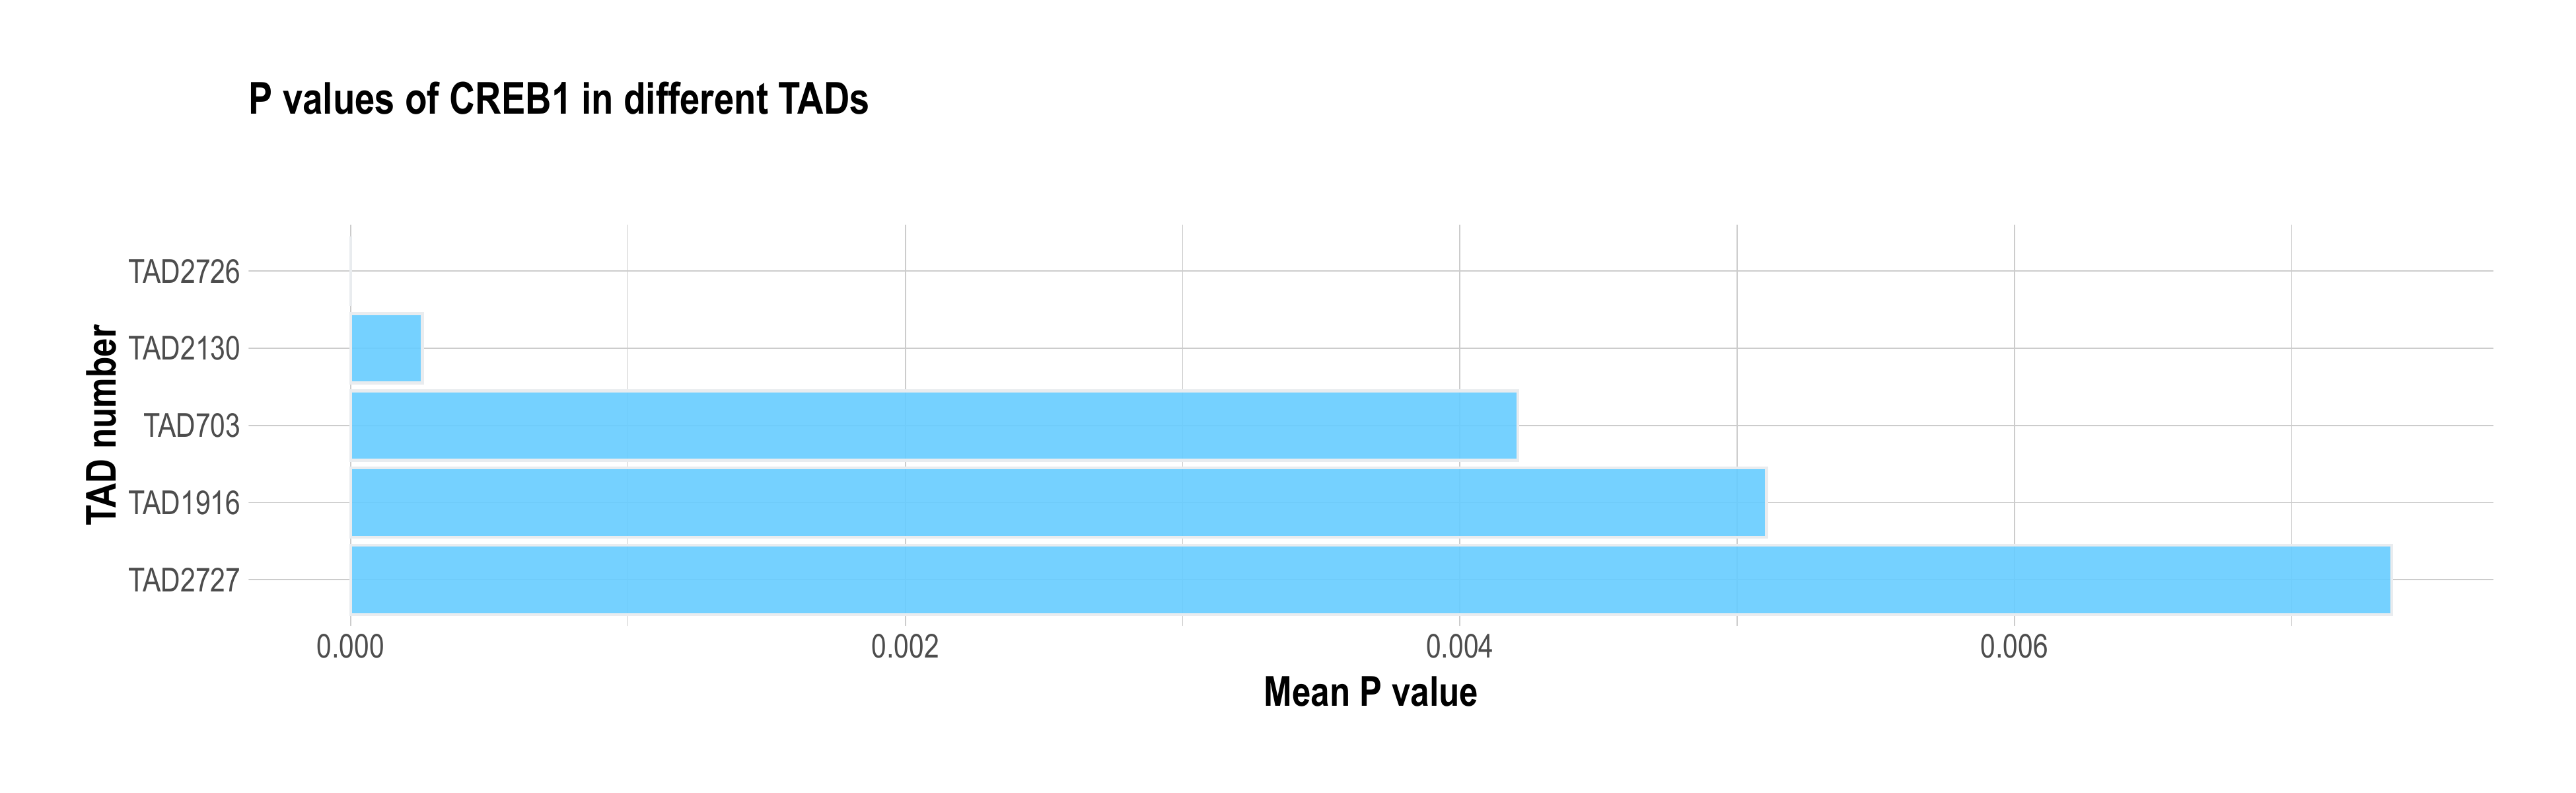 P values of CREB1 in different TADs
TAD number
TAD2726
TAD2130
TAD703
TAD1916
TAD2727
0.000 0.002 0.004 0.006
Mean P value